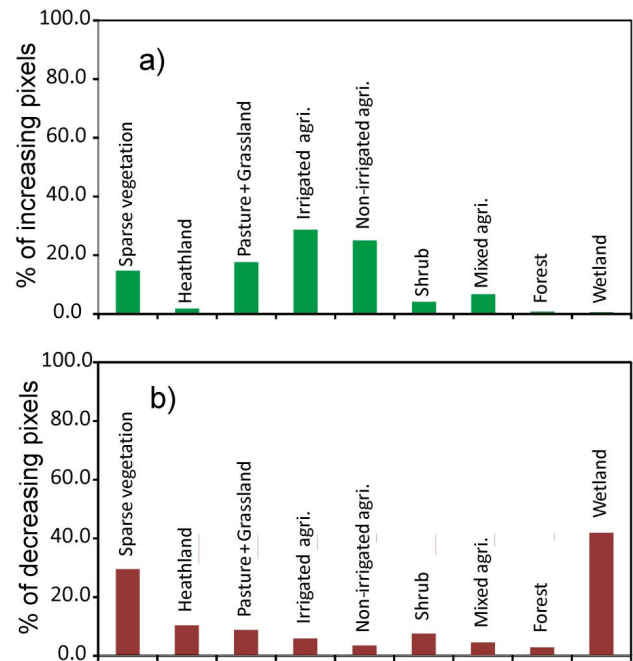 100.0
80.0
60.0
40.0
20.0
0.0
% of increasing pixels
a)
Sparse vegetation
Heathland
Pasture+Grassland
Irrigated agri.
Non-irrigated agri.
Shrub
Mixed agri.
Forest
Wetland
100.0
80.0
60.0
40.0
20.0
0.0
% of decreasing pixels
b)
Sparse vegetation
Heathland
Pasture+Grassland
Irrigated agri.
Non-irrigated agri.
Shrub
Mixed agri.
Forest
Wetland